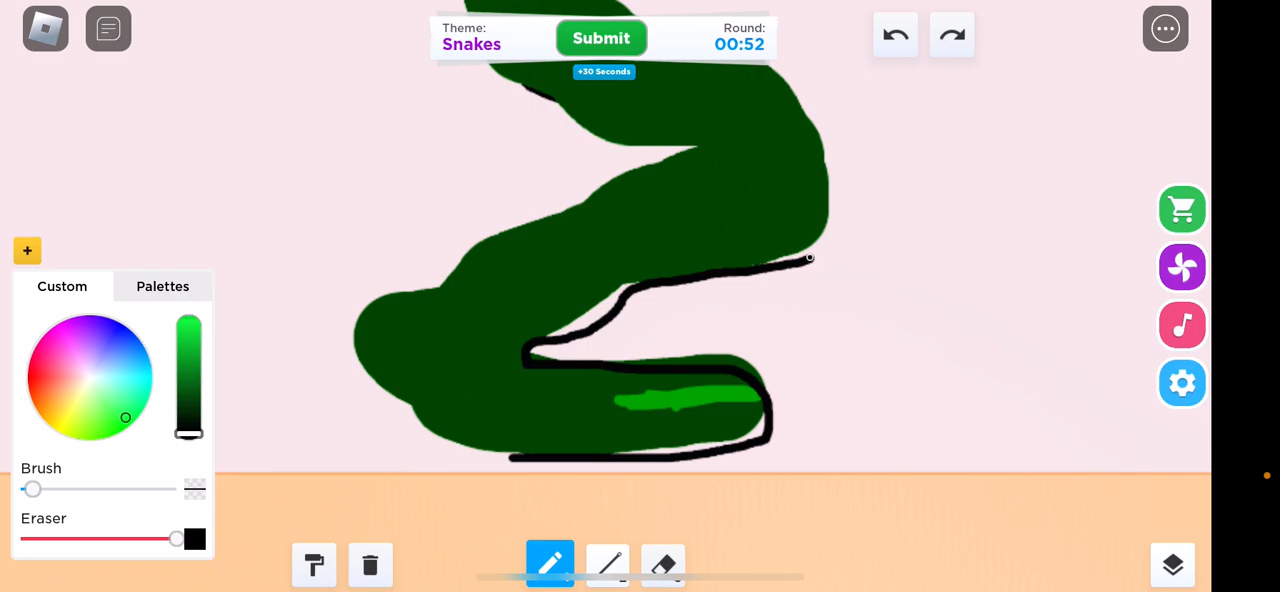 Theme:
Snakes
Submit
Round:
00:52
+30 Seconds
+
Custom
Palettes
Brush
Eraser